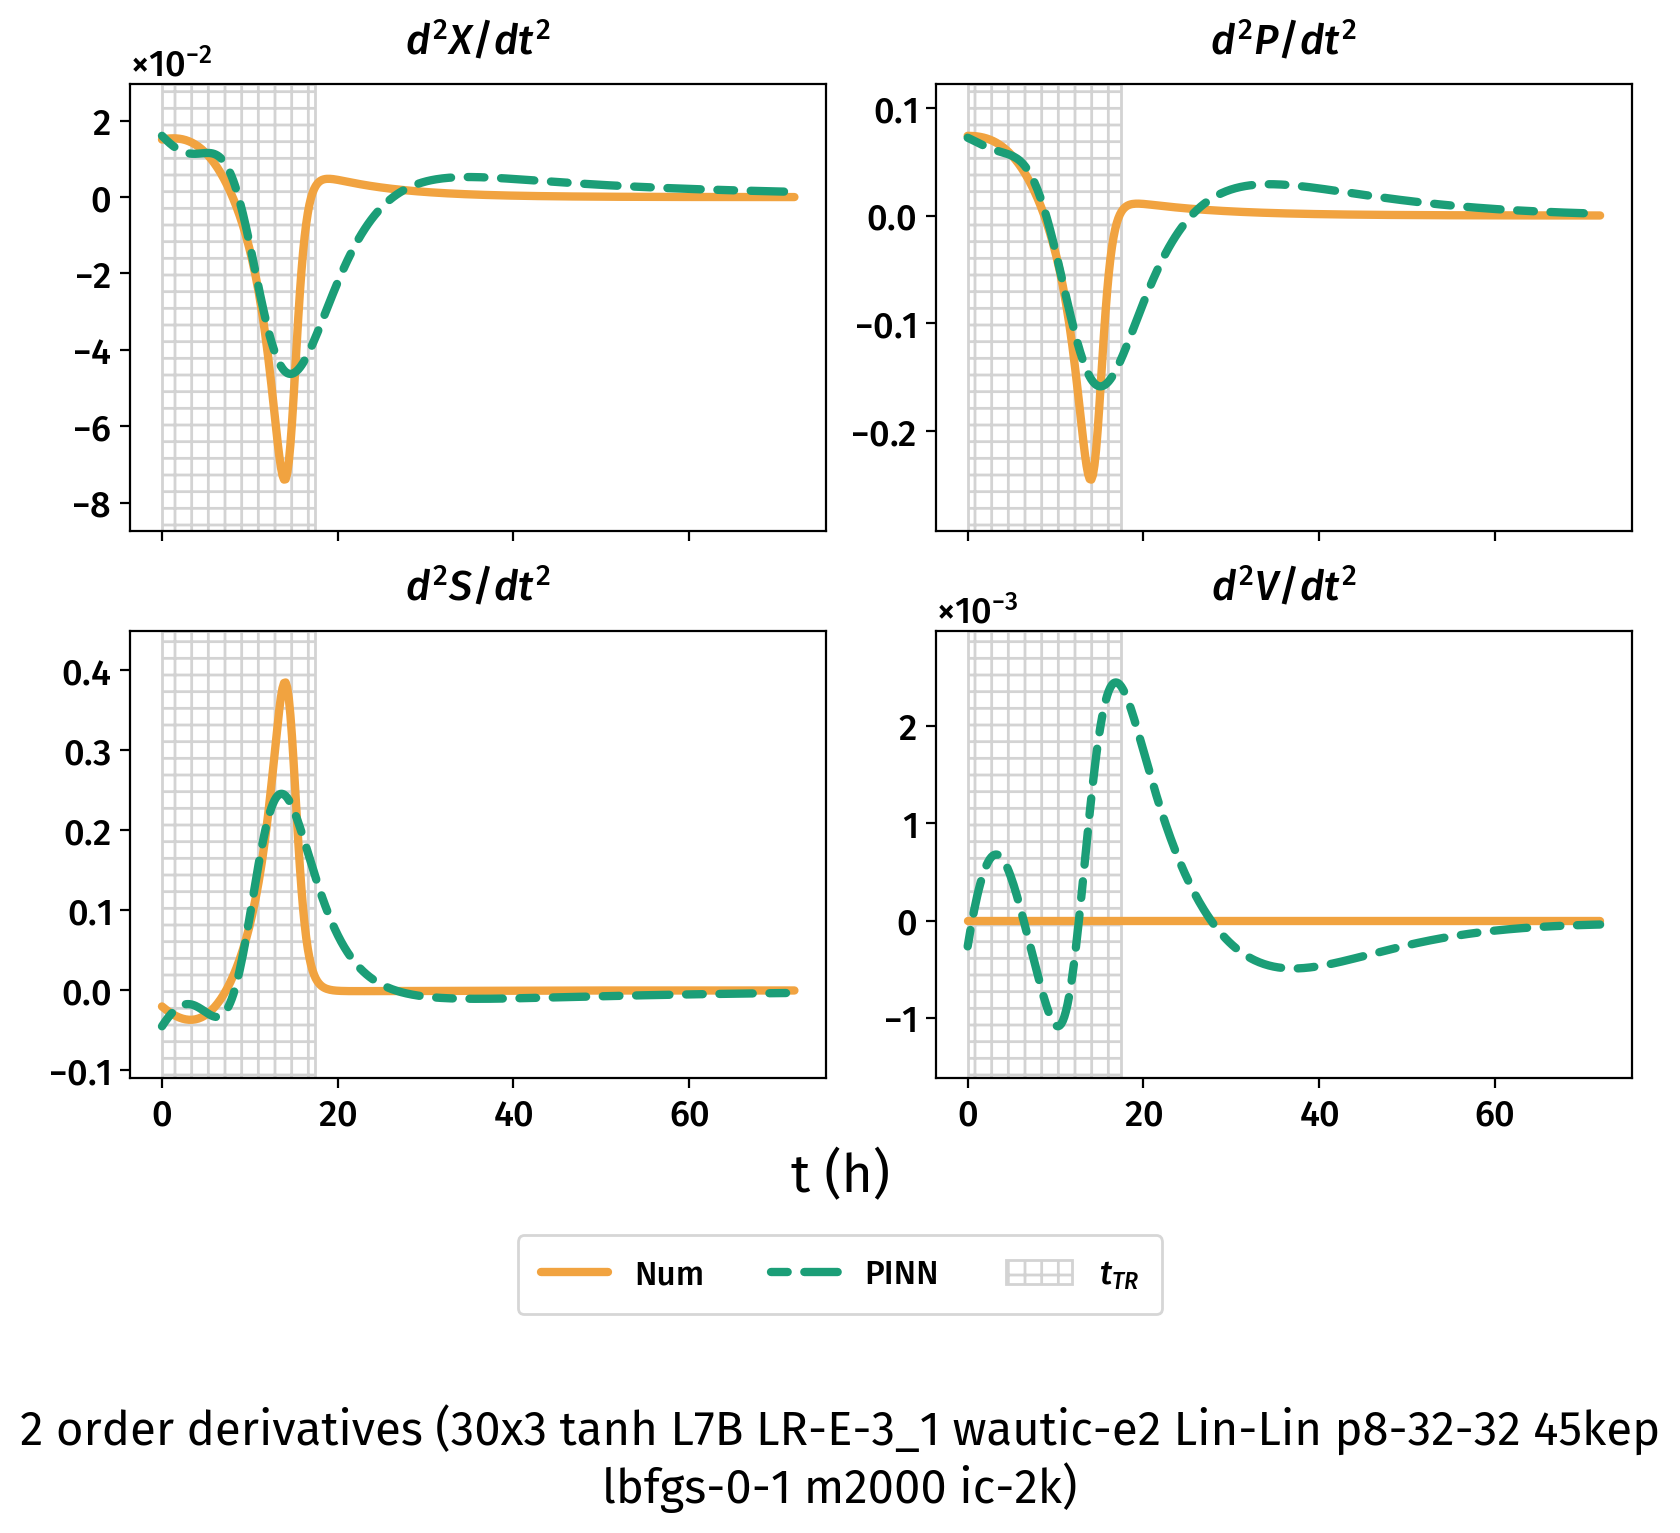 d²X/dt²
×10⁻²
2
0
−2
−4
−6
−8
d²P/dt²
0.1
0.0
−0.1
−0.2
d²S/dt²
0.4
0.3
0.2
0.1
0.0
−0.1
0 20 40 60
d²V/dt²
×10⁻³
2
1
0
−1
0 20 40 60
t (h)
Num PINN t_TR
2 order derivatives (30x3 tanh L7B LR-E-3_1 wautic-e2 Lin-Lin p8-32-32 45kep
lbfgs-0-1 m2000 ic-2k)